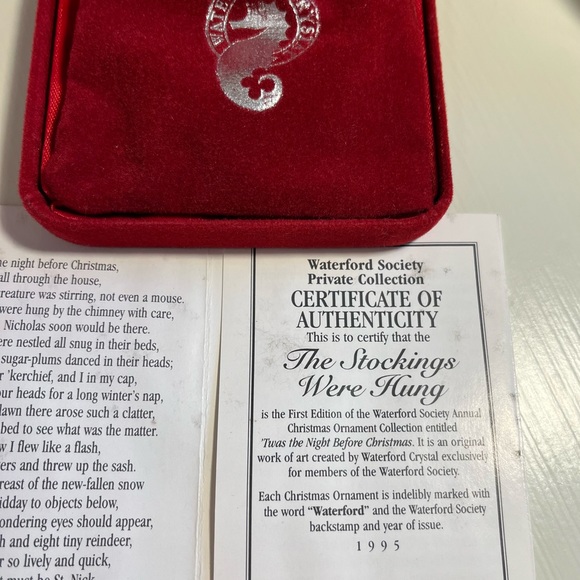 WATE
YSTA
e night before Christmas,
all through the house,
reature was stirring, not even a mouse.
were hung by the chimney with care,
Nicholas soon would be there.
ere nestled all snug in their beds,
sugar-plums danced in their heads;
r 'kerchief, and I in my cap,
our heads for a long winter's nap,
lawn there arose such a clatter,
bed to see what was the matter.
w I flew like a flash,
ers and threw up the sash.
reast of the new-fallen snow
idday to objects below,
ondering eyes should appear,
h and eight tiny reindeer,
r so lively and quick,
t must be St. Nick
Waterford Society
Private Collection
CERTIFICATE OF
AUTHENTICITY
This is to certify that the
The Stockings
Were Hung
is the First Edition of the Waterford Society Annual
Christmas Ornament Collection entitled
'Twas the Night Before Christmas. It is an original
work of art created by Waterford Crystal exclusively
for members of the Waterford Society.
Each Christmas Ornament is indelibly marked with
the word "Waterford" and the Waterford Society
backstamp and year of issue.
1995